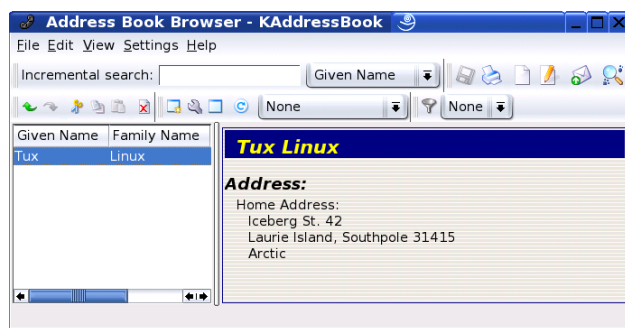 Address Book Browser - KAddressBook
File Edit View Settings Help
Incremental search: Given Name
None None
Given Name Family Name
Tux Linux
Tux Linux
Address:
Home Address:
Iceberg St. 42
Laurie Island, Southpole 31415
Arctic